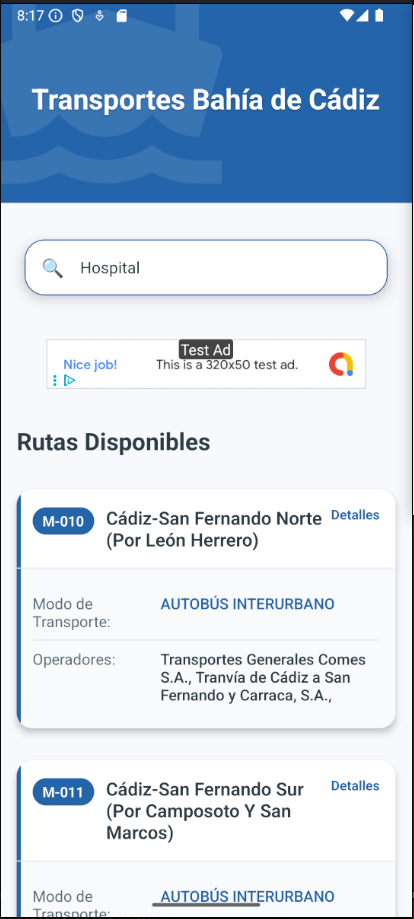 8:17
Transportes Bahía de Cádiz
Hospital
Test Ad
Nice job!
This is a 320x50 test ad.
Rutas Disponibles
M-010
Cádiz-San Fernando Norte
(Por León Herrero)
Detalles
Modo de
Transporte:
AUTOBÚS INTERURBANO
Operadores:
Transportes Generales Comes
S.A., Tranvía de Cádiz a San
Fernando y Carraca, S.A.,
M-011
Cádiz-San Fernando Sur
(Por Camposoto Y San
Marcos)
Detalles
Modo de
AUTOBÚS INTERURBANO